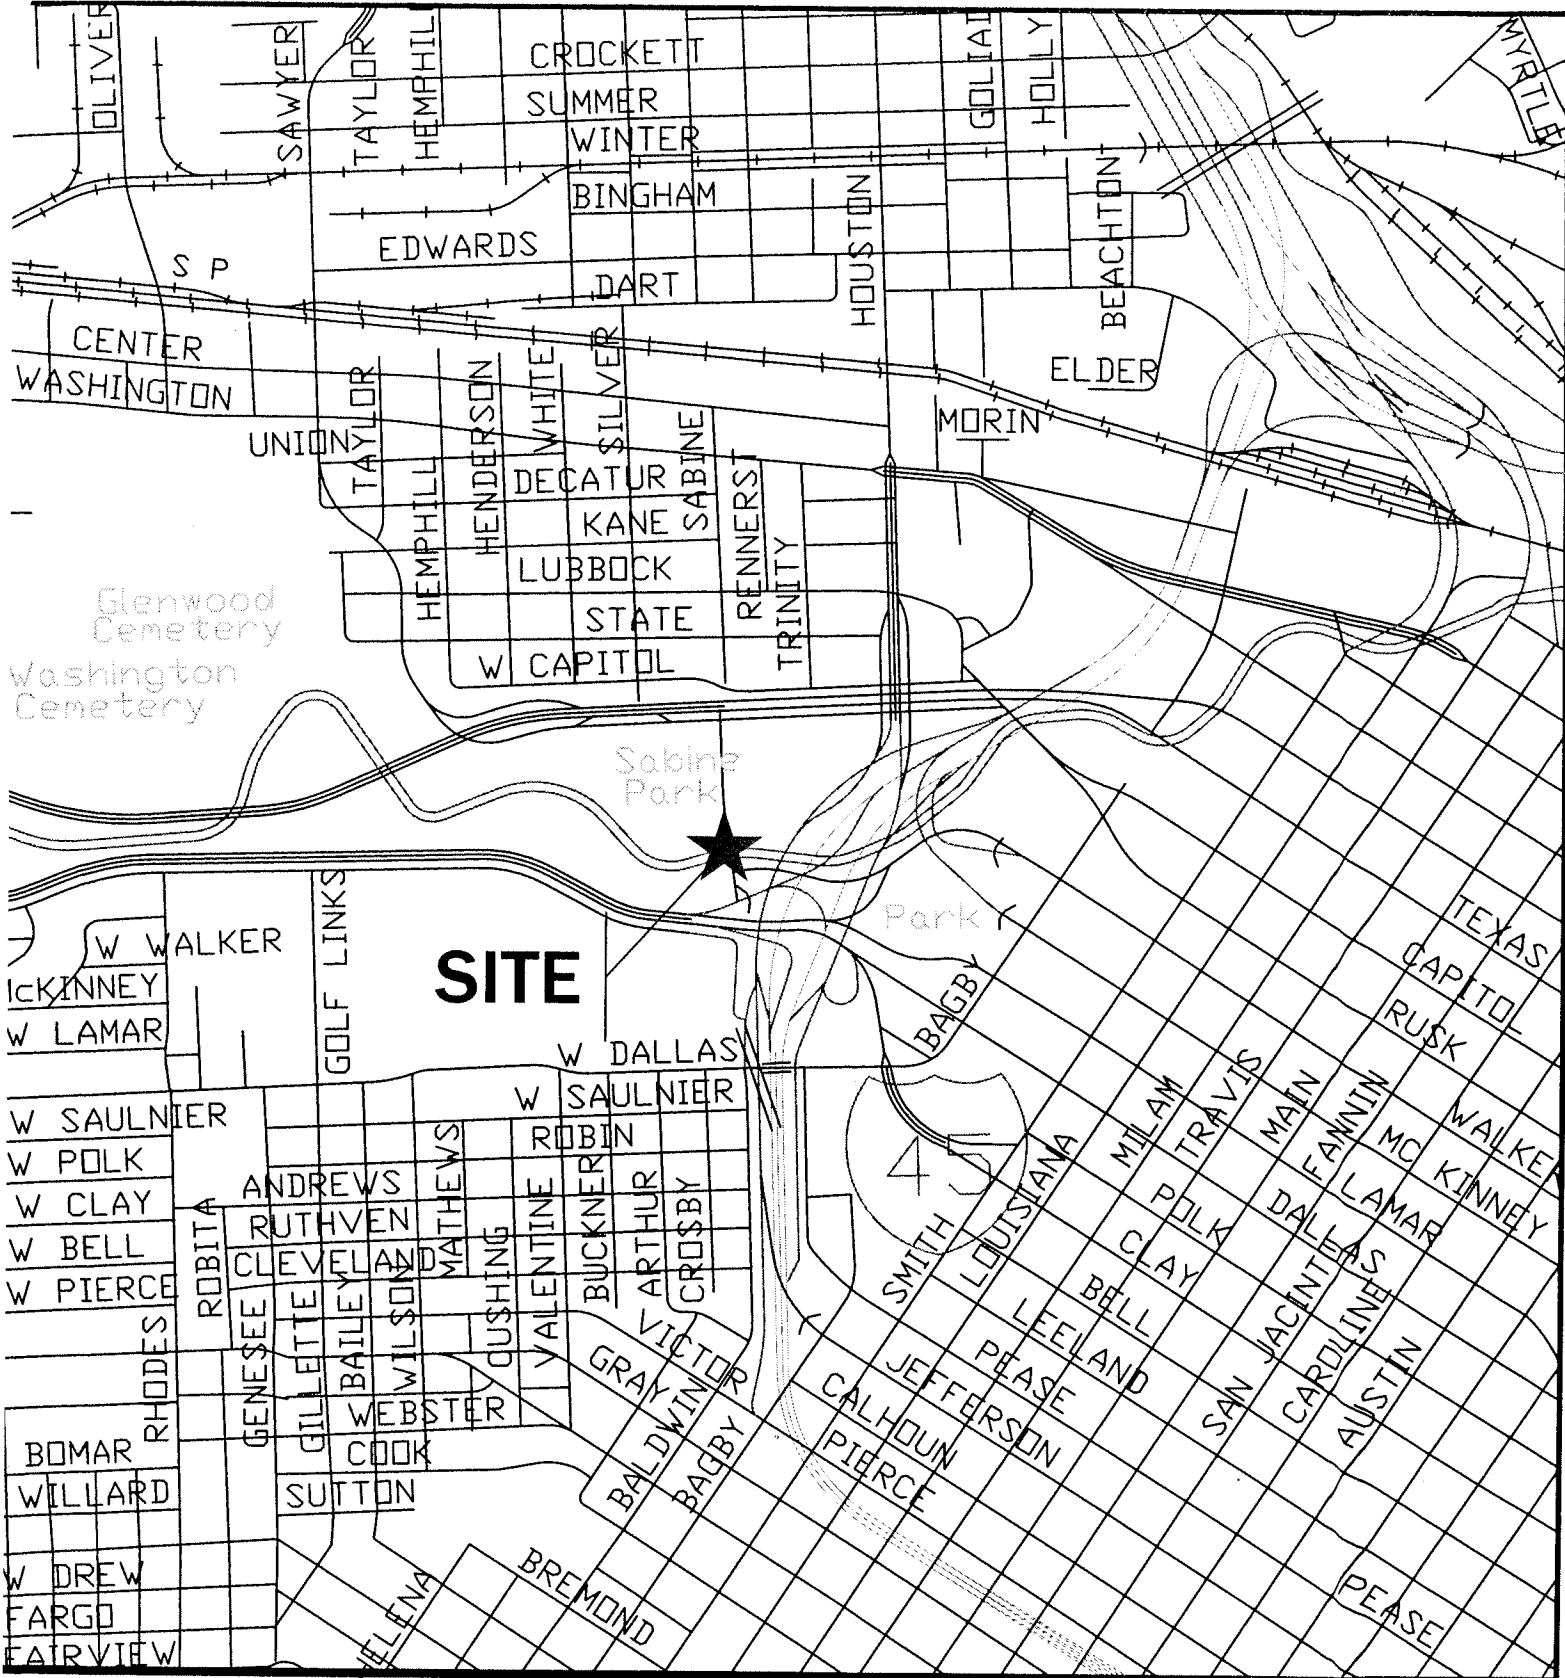 OLIVER
SAWYER
TAYLOR
HEMPHIL
CROCKETT
SUMMER
WINTER
BINGHAM
GOLIAD
HOLLY
MYRTLE
EDWARDS
DART
HOUSTON
BEACHTON
S P
CENTER
WASHINGTON
UNION
TAYLOR
HEMPHILL
HENDERSON
WHITE
SILVER
SABINE
RENNERST
TRINITY
ELDER
MORIN
DECATUR
KANE
LUBBOCK
STATE
W CAPITOL
Glenwood
Cemetery
Washington
Cemetery
Sabine
Park
Park
SITE
W WALKER
McKINNEY
W LAMAR
GOLF LINKS
W DALLAS
W SAULNIER
W SAULNIER
ROBIN
W POLK
W CLAY
W BELL
W PIERCE
ANDREWS
RUTHVEN
CLEVELAND
ROBITA
RHODES
GENESEE
GILLETTE
BAILEY
WILSON
MATHEWS
CUSHING
VALENTINE
BUCKNER
ARTHUR
CROSBY
VICTOR
GRAY
WEBSTER
COOK
SUTTON
BOMAR
WILLARD
W DREW
FARGO
FAIRVIEW
HELENA
BREMOND
BALDWIN
BAGBY
BAGBY
45
SMITH
LOUISIANA
MILAM
TRAVIS
MAIN
FANNIN
SAN JACINTO
CAROLINE
AUSTIN
TEXAS
CAPITOL
RUSK
WALKER
MC KINNEY
LAMAR
DALLAS
POLK
CLAY
BELL
LEELAND
PEASE
JEFFERSON
CALHOUN
PIERCE
PEASE